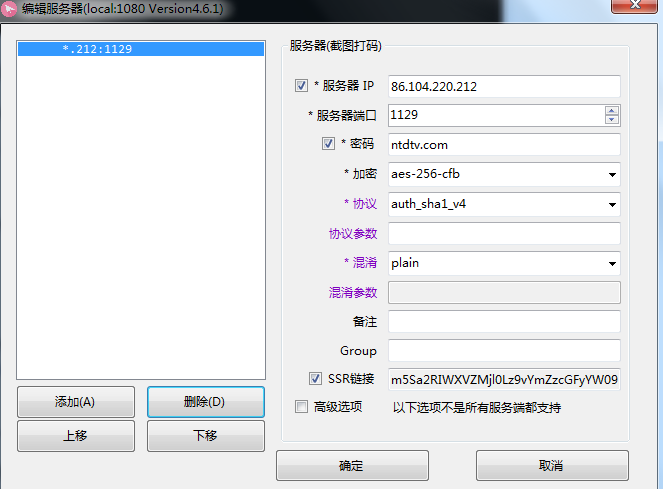 编辑服务器(local:1080 Version4.6.1)
*.212:1129
服务器(截图打码)
* 服务器 IP 86.104.220.212
* 服务器端口 1129
* 密码 ntdtv.com
* 加密 aes-256-cfb
* 协议 auth_sha1_v4
协议参数
* 混淆 plain
混淆参数
备注
Group
SSR链接 m5Sa2RIWXVZMjl0Lz9vYmZzcGFyYW09
高级选项 以下选项不是所有服务端都支持
添加(A) 删除(D)
上移 下移
确定 取消